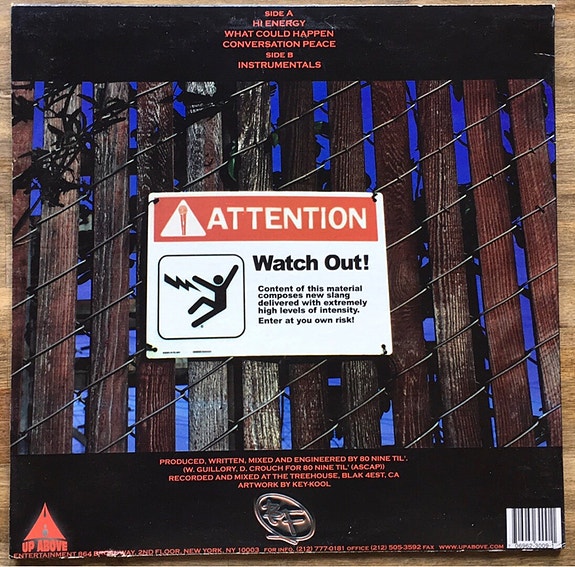 SIDE A
HI ENERGY
WHAT COULD HAPPEN
CONVERSATION PEACE
SIDE B
INSTRUMENTALS
ATTENTION
Watch Out!
Content of this material
composes new slang
delivered with extremely
high levels of intensity.
Enter at you own risk!
PRODUCED, WRITTEN, MIXED AND ENGINEERED BY 80 NINE TIL'.
(W. GUILLORY, D. CROUCH FOR 80 NINE TIL' (ASCAP))
RECORDED AND MIXED AT THE TREEHOUSE, BLAK 4EST, CA
ARTWORK BY KEY-KOOL
UP ABOVE
ENTERTAINMENT 864 2ND FLOOR, NEW YORK, NY 10003 FOR INFO, (212) 777-0181 OFFICE (212) 505-3592 FAX WWW.UPABOVE.COM